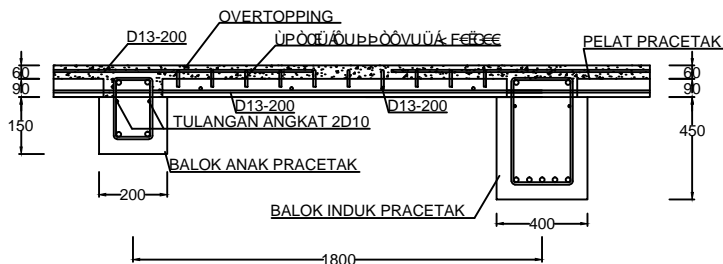 OVERTOPPING
D13-200
PELAT PRACETAK
60
60
90
90
D13-200
D13-200
150
TULANGAN ANGKAT 2D10
450
BALOK ANAK PRACETAK
200
BALOK INDUK PRACETAK
400
1800